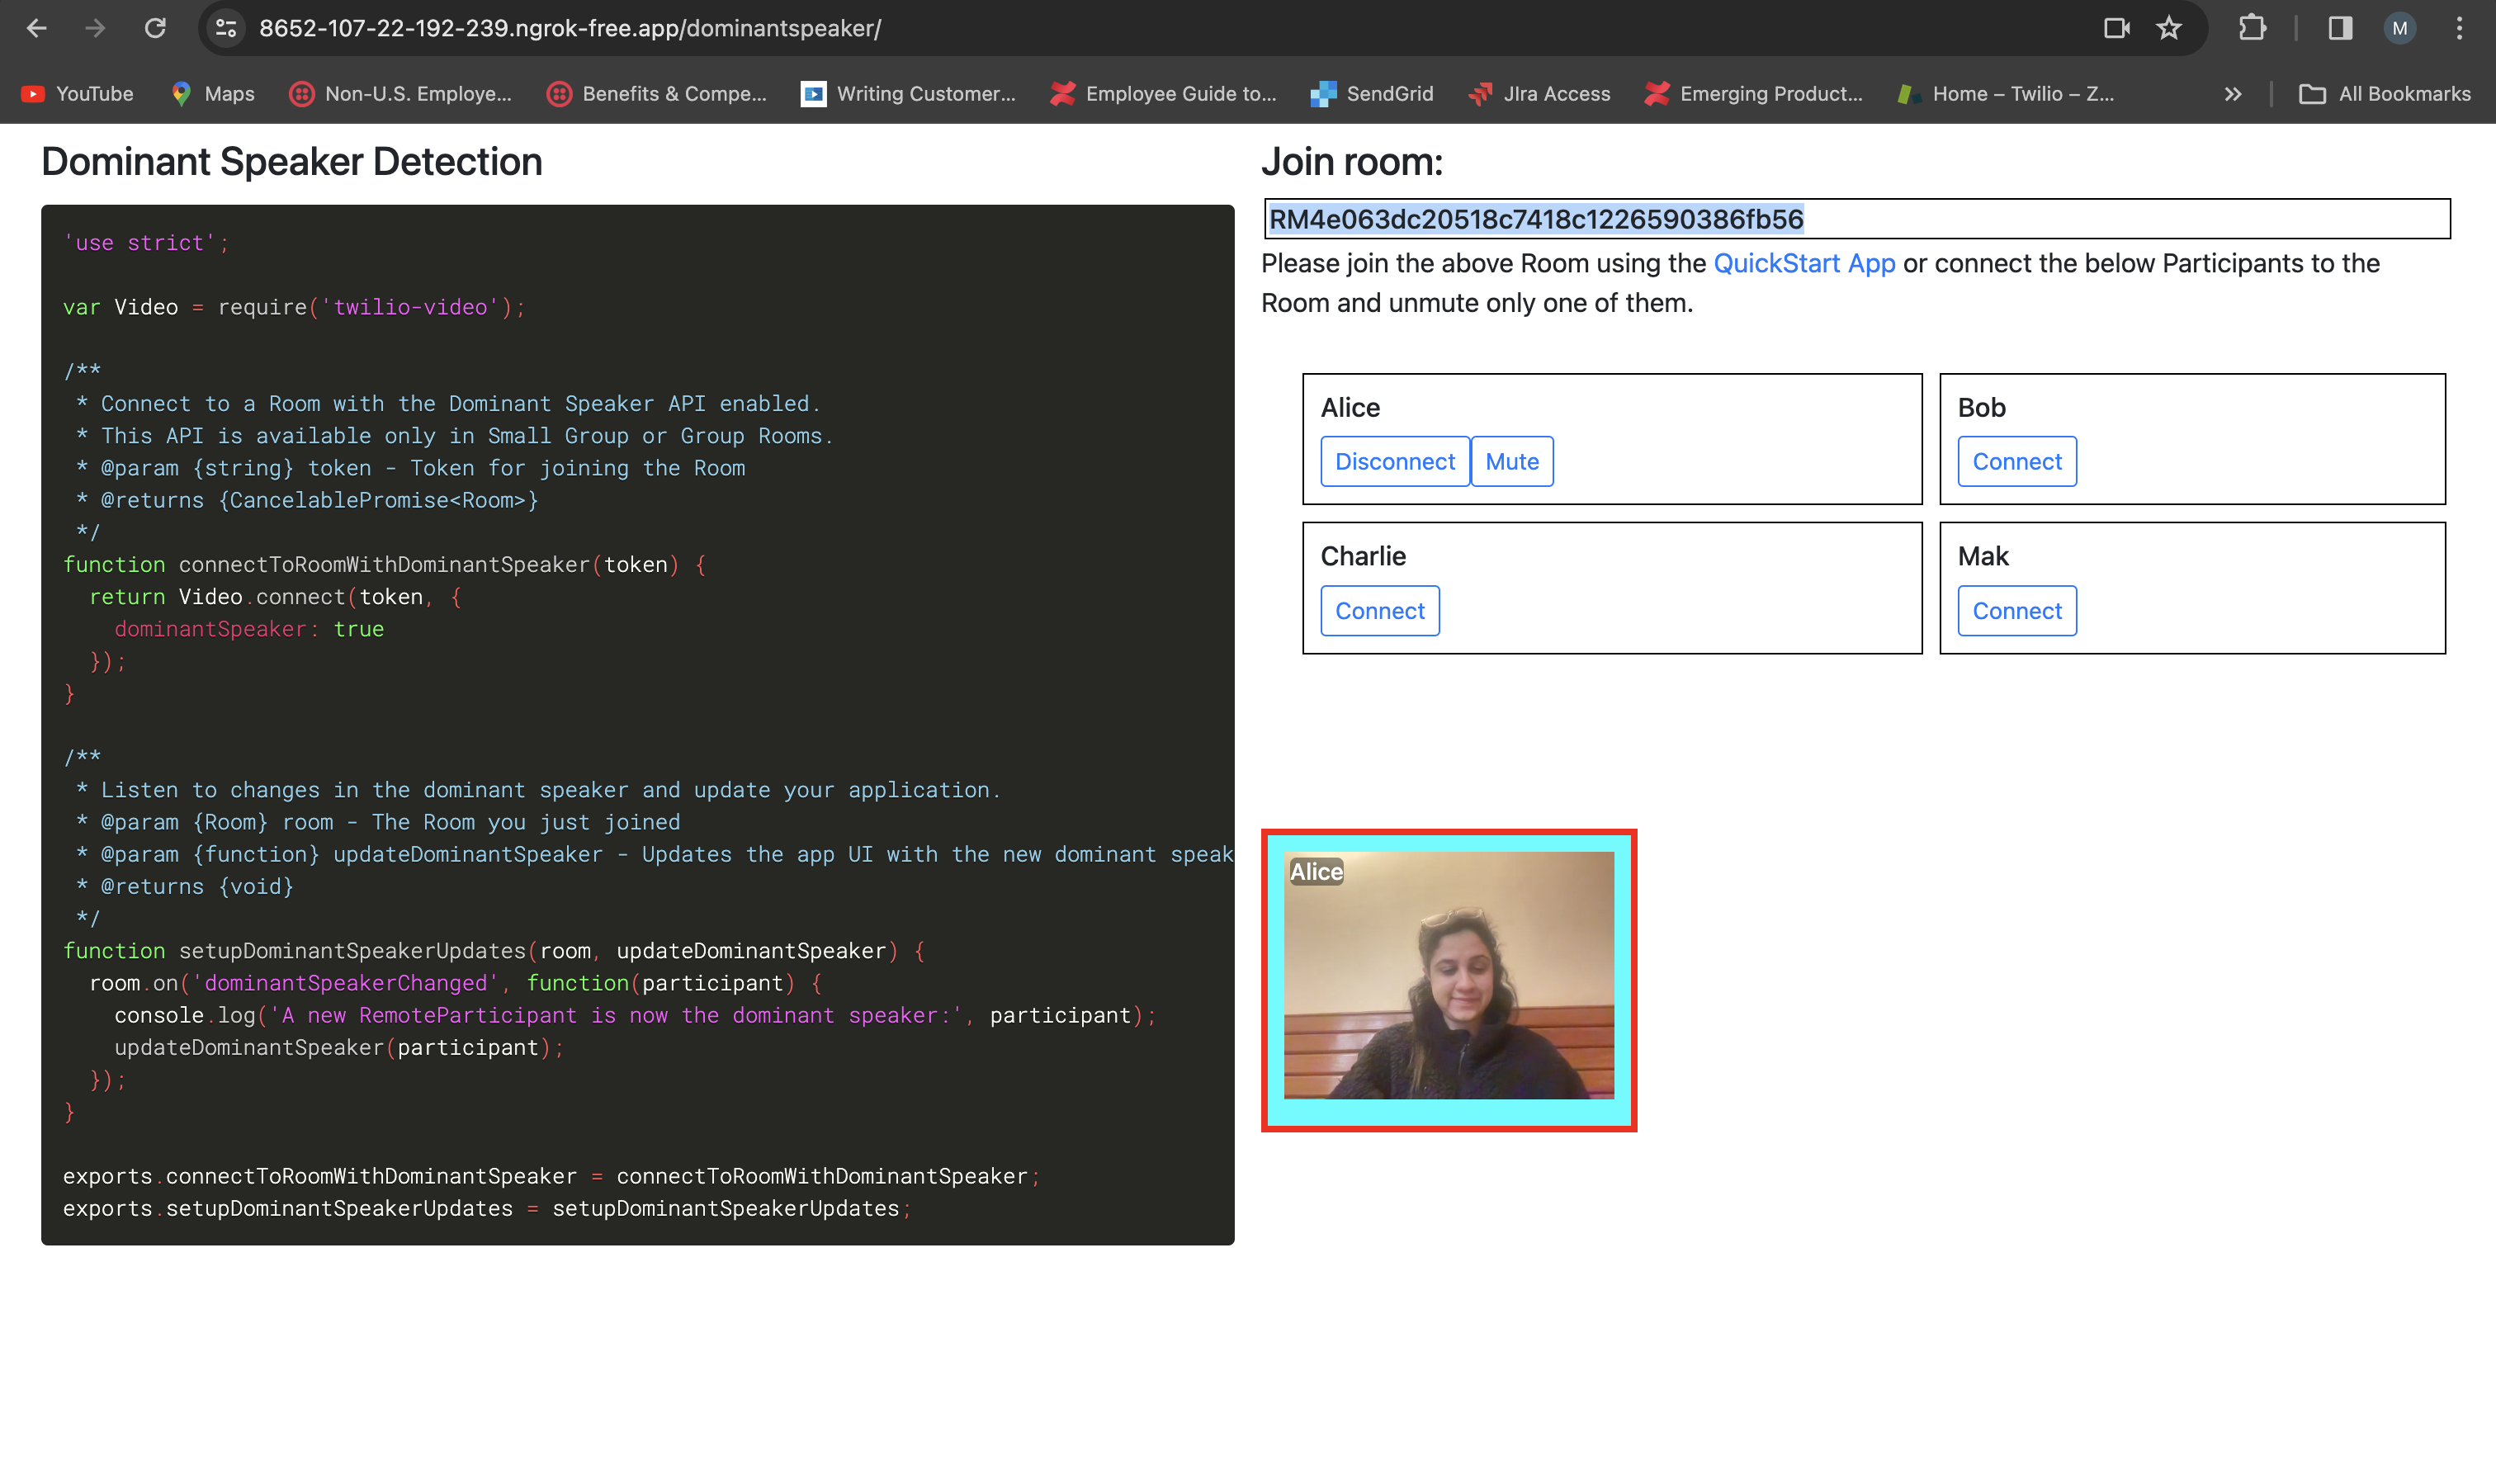 8652-107-22-192-239.ngrok-free.app/dominantspeaker/
M
YouTube
Maps
Non-U.S. Employe...
Benefits & Compe...
Writing Customer...
Employee Guide to...
SendGrid
JIra Access
Emerging Product...
Home – Twilio – Z...
All Bookmarks
Dominant Speaker Detection
'use strict';
var Video = require('twilio-video');
/**
* Connect to a Room with the Dominant Speaker API enabled.
* This API is available only in Small Group or Group Rooms.
* @param {string} token - Token for joining the Room
* @returns {CancelablePromise<Room>}
*/
function connectToRoomWithDominantSpeaker(token) {
return Video.connect(token, {
dominantSpeaker: true
});
}
/**
* Listen to changes in the dominant speaker and update your application.
* @param {Room} room - The Room you just joined
* @param {function} updateDominantSpeaker - Updates the app UI with the new dominant speak
* @returns {void}
*/
function setupDominantSpeakerUpdates(room, updateDominantSpeaker) {
room.on('dominantSpeakerChanged', function(participant) {
console.log('A new RemoteParticipant is now the dominant speaker:', participant);
updateDominantSpeaker(participant);
});
}
exports.connectToRoomWithDominantSpeaker = connectToRoomWithDominantSpeaker;
exports.setupDominantSpeakerUpdates = setupDominantSpeakerUpdates;
Join room:
RM4e063dc20518c7418c1226590386fb56
Please join the above Room using the QuickStart App or connect the below Participants to the
Room and unmute only one of them.
Alice
Disconnect Mute
Bob
Connect
Charlie
Connect
Mak
Connect
Alice